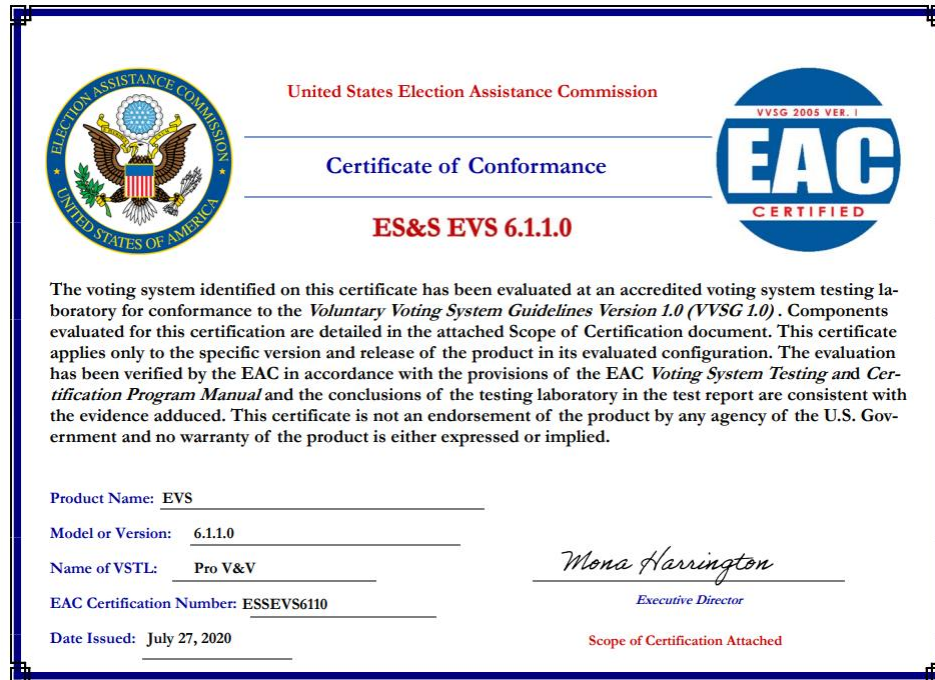 ELECTION ASSISTANCE COMMISSION
UNITED STATES OF AMERICA
United States Election Assistance Commission
Certificate of Conformance
ES&S EVS 6.1.1.0
VVSG 2005 VER. I
EAC
CERTIFIED
The voting system identified on this certificate has been evaluated at an accredited voting system testing la-
boratory for conformance to the Voluntary Voting System Guidelines Version 1.0 (VVSG 1.0) . Components
evaluated for this certification are detailed in the attached Scope of Certification document. This certificate
applies only to the specific version and release of the product in its evaluated configuration. The evaluation
has been verified by the EAC in accordance with the provisions of the EAC Voting System Testing and Cer-
tification Program Manual and the conclusions of the testing laboratory in the test report are consistent with
the evidence adduced. This certificate is not an endorsement of the product by any agency of the U.S. Gov-
ernment and no warranty of the product is either expressed or implied.
Product Name: EVS
Model or Version: 6.1.1.0
Name of VSTL: Pro V&V
EAC Certification Number: ESSEVS6110
Date Issued: July 27, 2020
Mona Harrington
Executive Director
Scope of Certification Attached